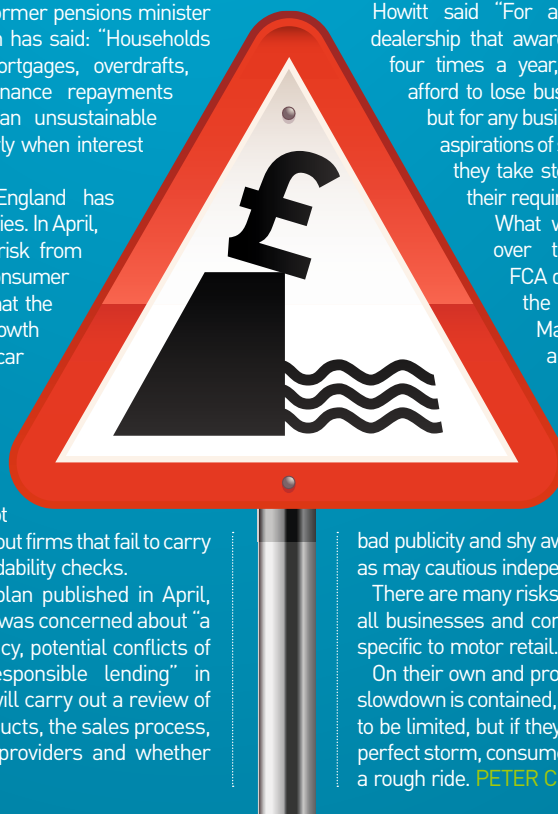 ormer pensions minister
n has said: “Households
ortgages, overdrafts,
nance repayments
an unsustainable
ly when interest
England has
ies. In April,
risk from
onsumer
hat the
owth
car
ot
out firms that fail to carry
dability checks.
plan published in April,
was concerned about “a
cy, potential conflicts of
esponsible lending” in
vill carry out a review of
ucts, the sales process,
providers and whether
£
Howitt said “For a
dealership that awar
four times a year,
afford to lose bus
but for any busi
aspirations of
they take ste
their requir
What w
over t
FCA c
the
Ma
a
bad publicity and shy aw
as may cautious indepe
There are many risks
all businesses and con
specific to motor retail.
On their own and pro
slowdown is contained,
to be limited, but if they
perfect storm, consume
a rough ride. PETER C